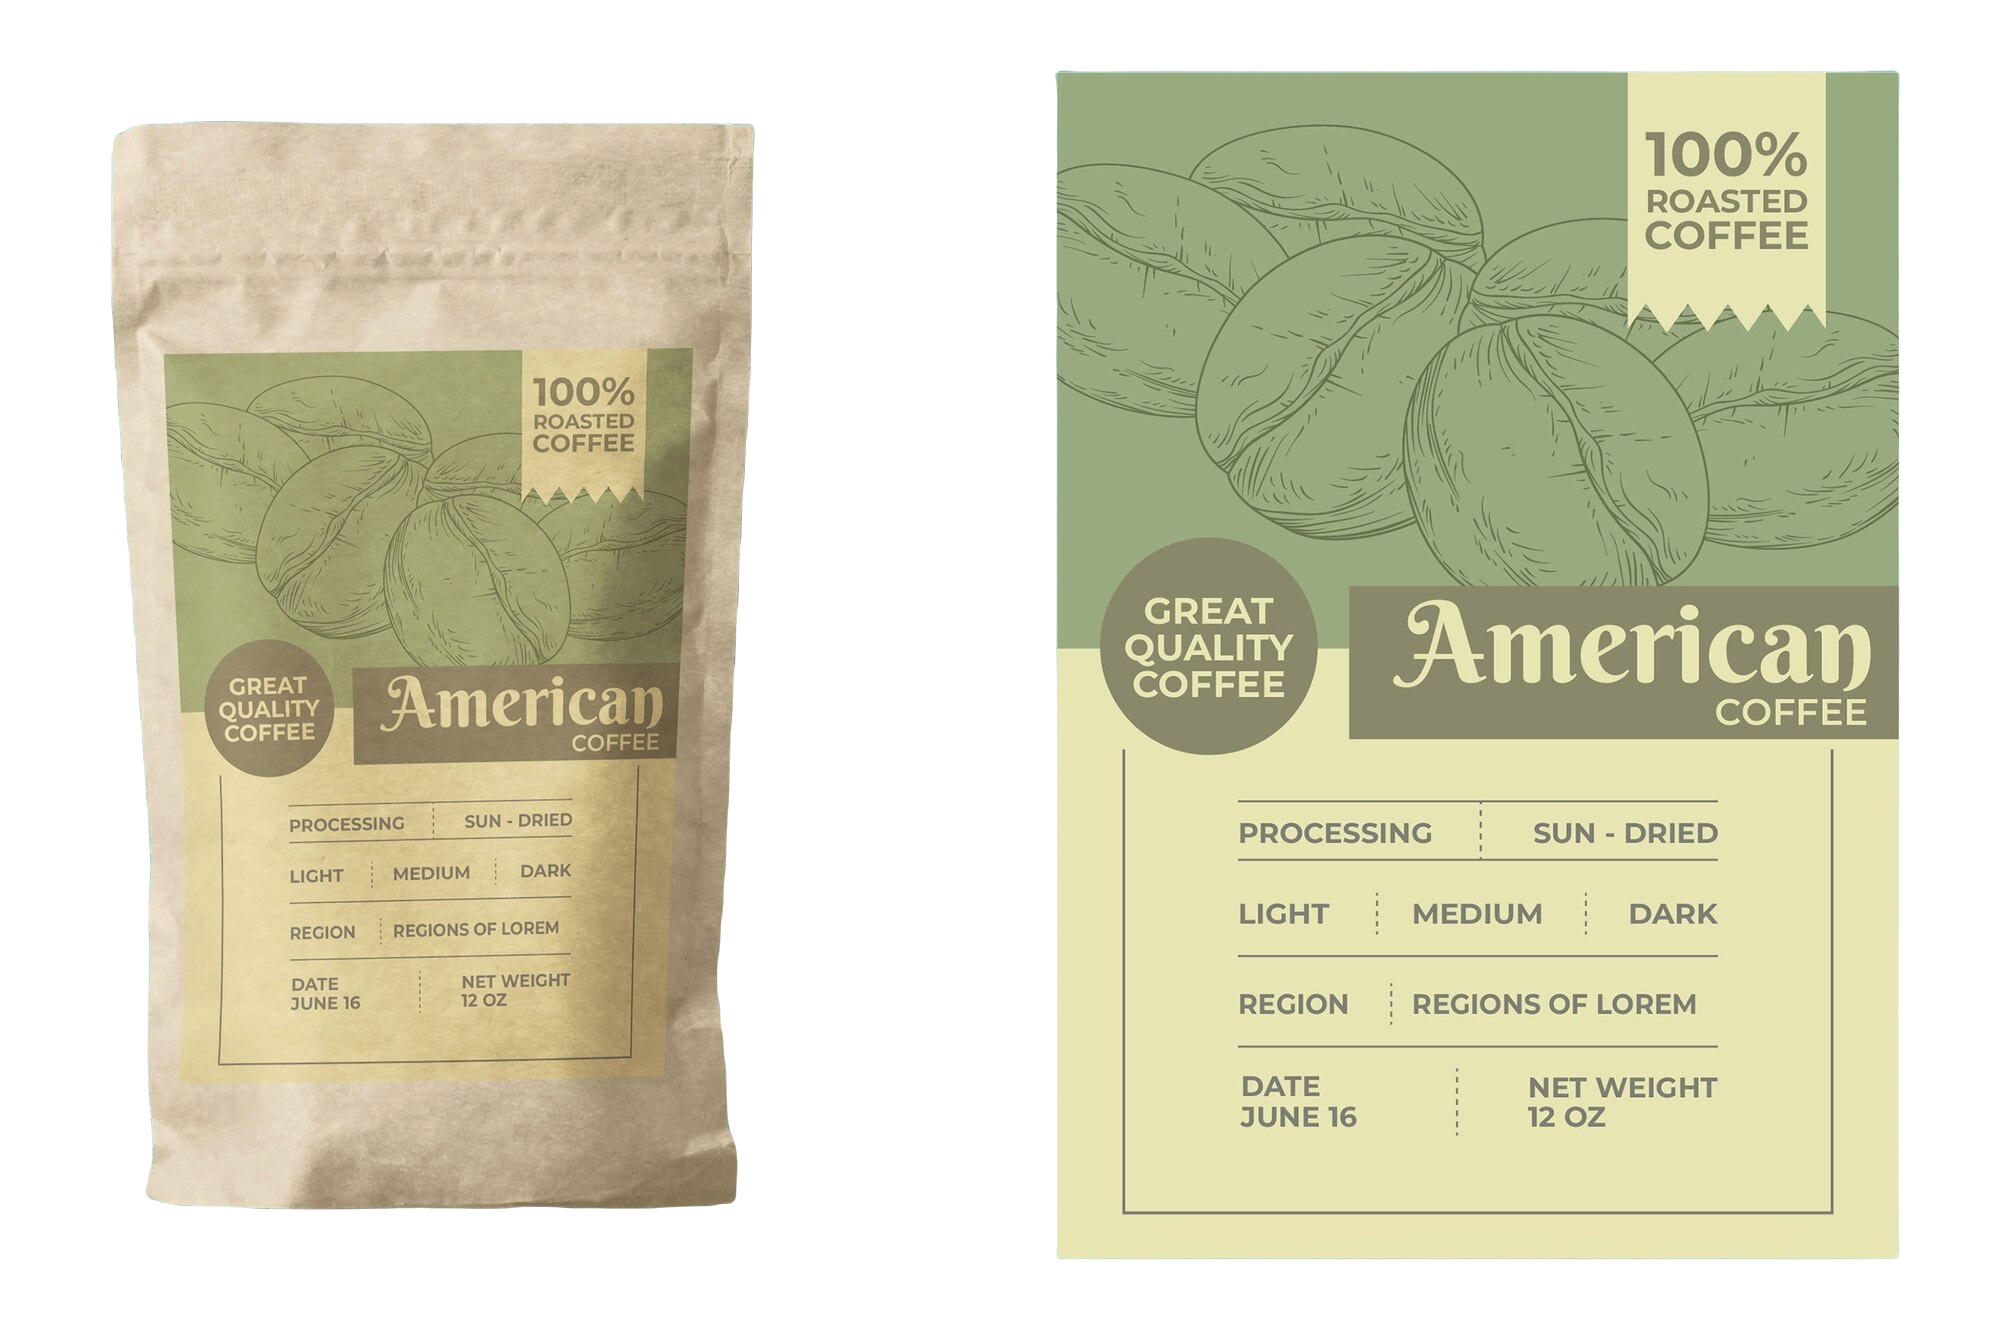 100%
ROASTED
COFFEE
GREAT
QUALITY
COFFEE
American
COFFEE
PROCESSING SUN - DRIED
LIGHT MEDIUM DARK
REGION REGIONS OF LOREM
DATE NET WEIGHT
JUNE 16 12 OZ
100%
ROASTED
COFFEE
GREAT
QUALITY
COFFEE
American
COFFEE
PROCESSING SUN - DRIED
LIGHT MEDIUM DARK
REGION REGIONS OF LOREM
DATE NET WEIGHT
JUNE 16 12 OZ